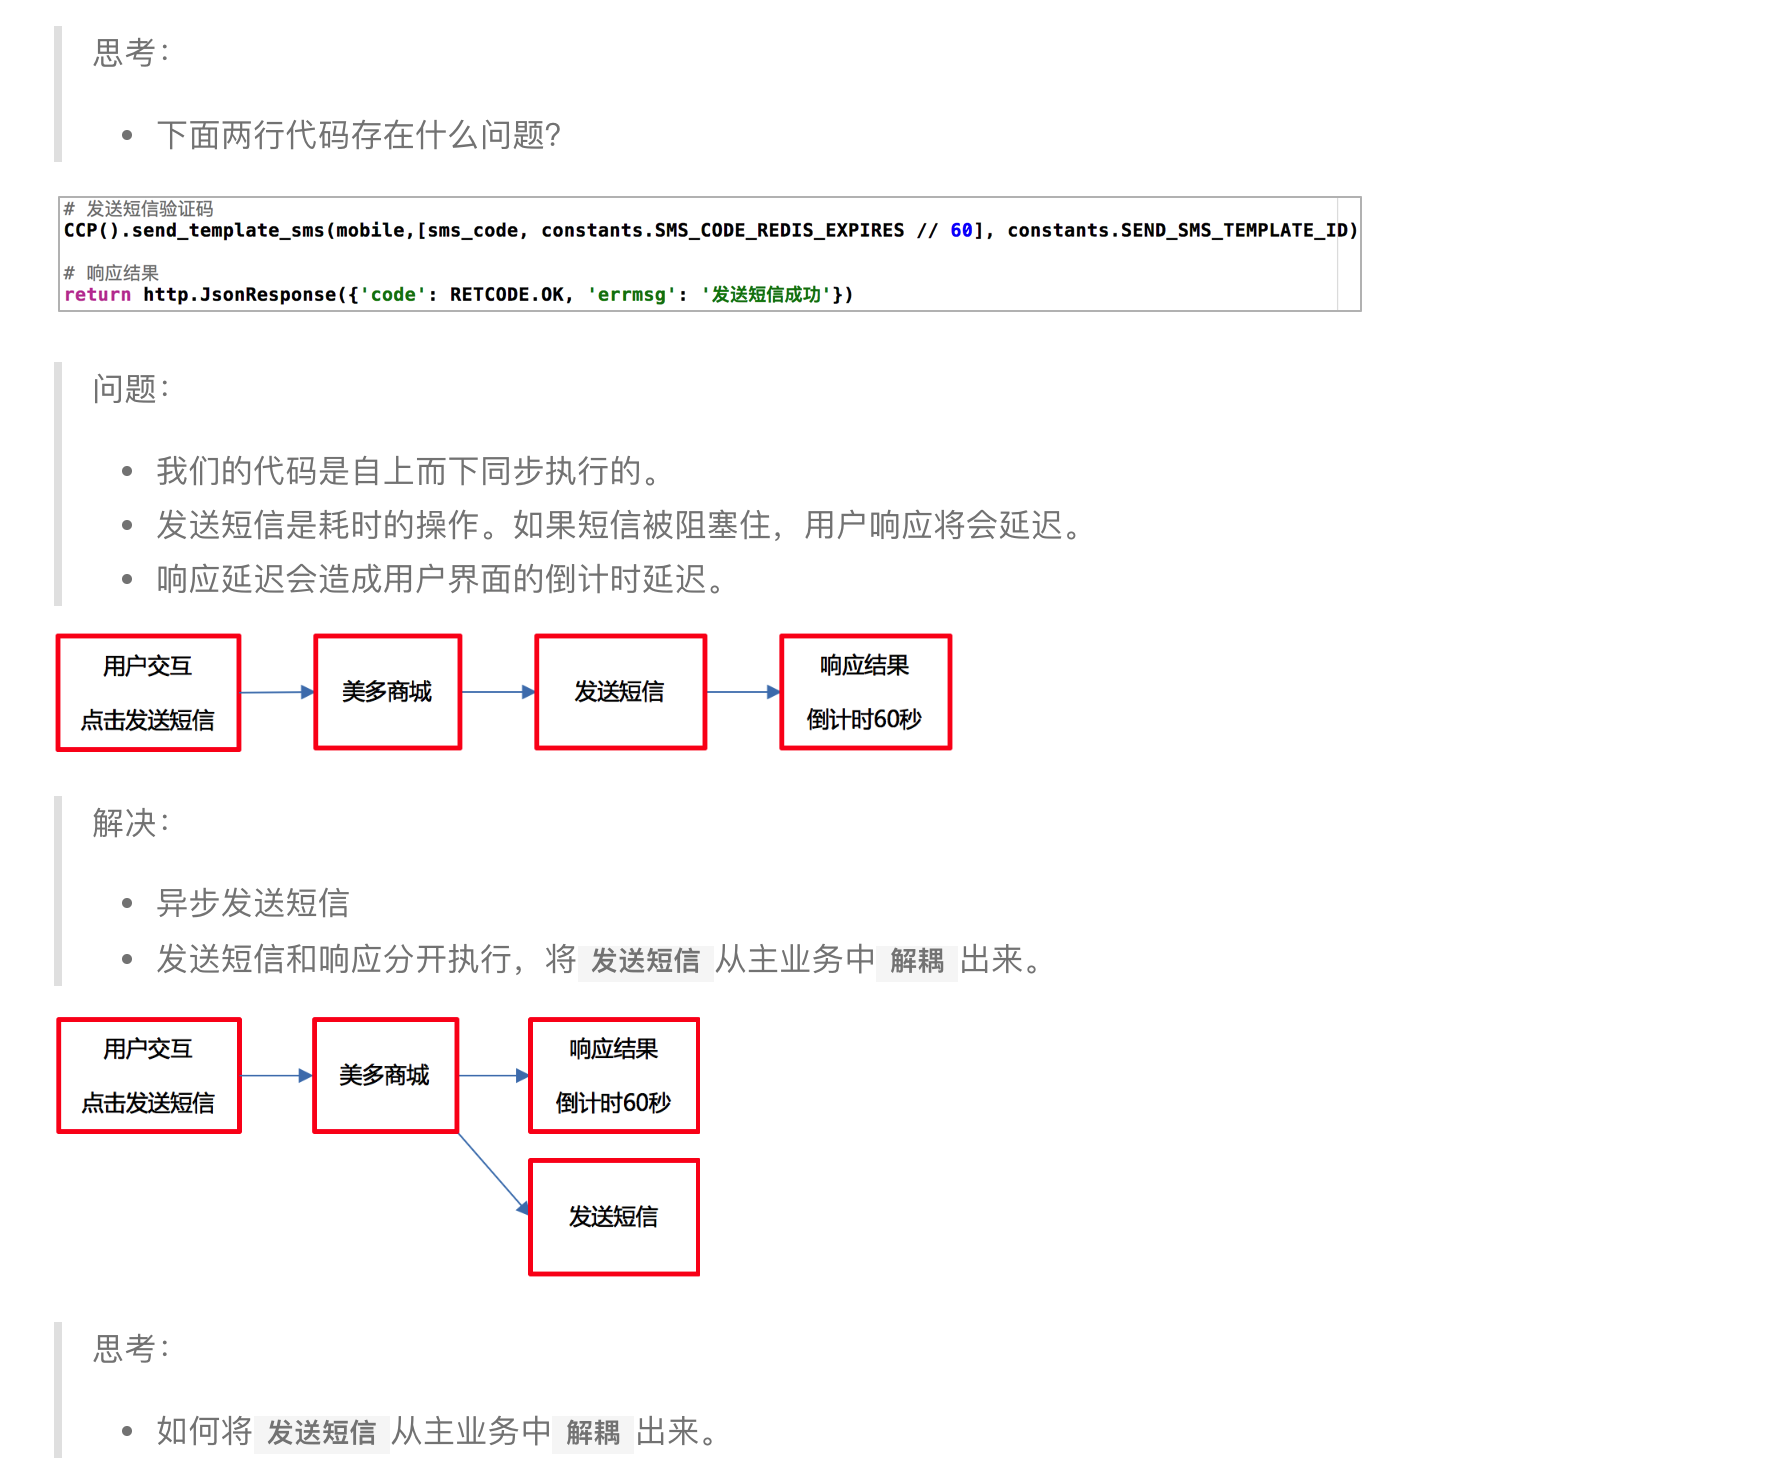 思考：
• 下面两行代码存在什么问题？
# 发送短信验证码
CCP().send_template_sms(mobile,[sms_code, constants.SMS_CODE_REDIS_EXPIRES // 60], constants.SEND_SMS_TEMPLATE_ID)
# 响应结果
return http.JsonResponse({'code': RETCODE.OK, 'errmsg': '发送短信成功'})
问题：
• 我们的代码是自上而下同步执行的。
• 发送短信是耗时的操作。如果短信被阻塞住，用户响应将会延迟。
• 响应延迟会造成用户界面的倒计时延迟。
用户交互
点击发送短信
美多商城
发送短信
响应结果
倒计时60秒
解决：
• 异步发送短信
• 发送短信和响应分开执行，将 发送短信 从主业务中 解耦 出来。
用户交互
点击发送短信
美多商城
响应结果
倒计时60秒
发送短信
思考：
• 如何将 发送短信 从主业务中 解耦 出来。